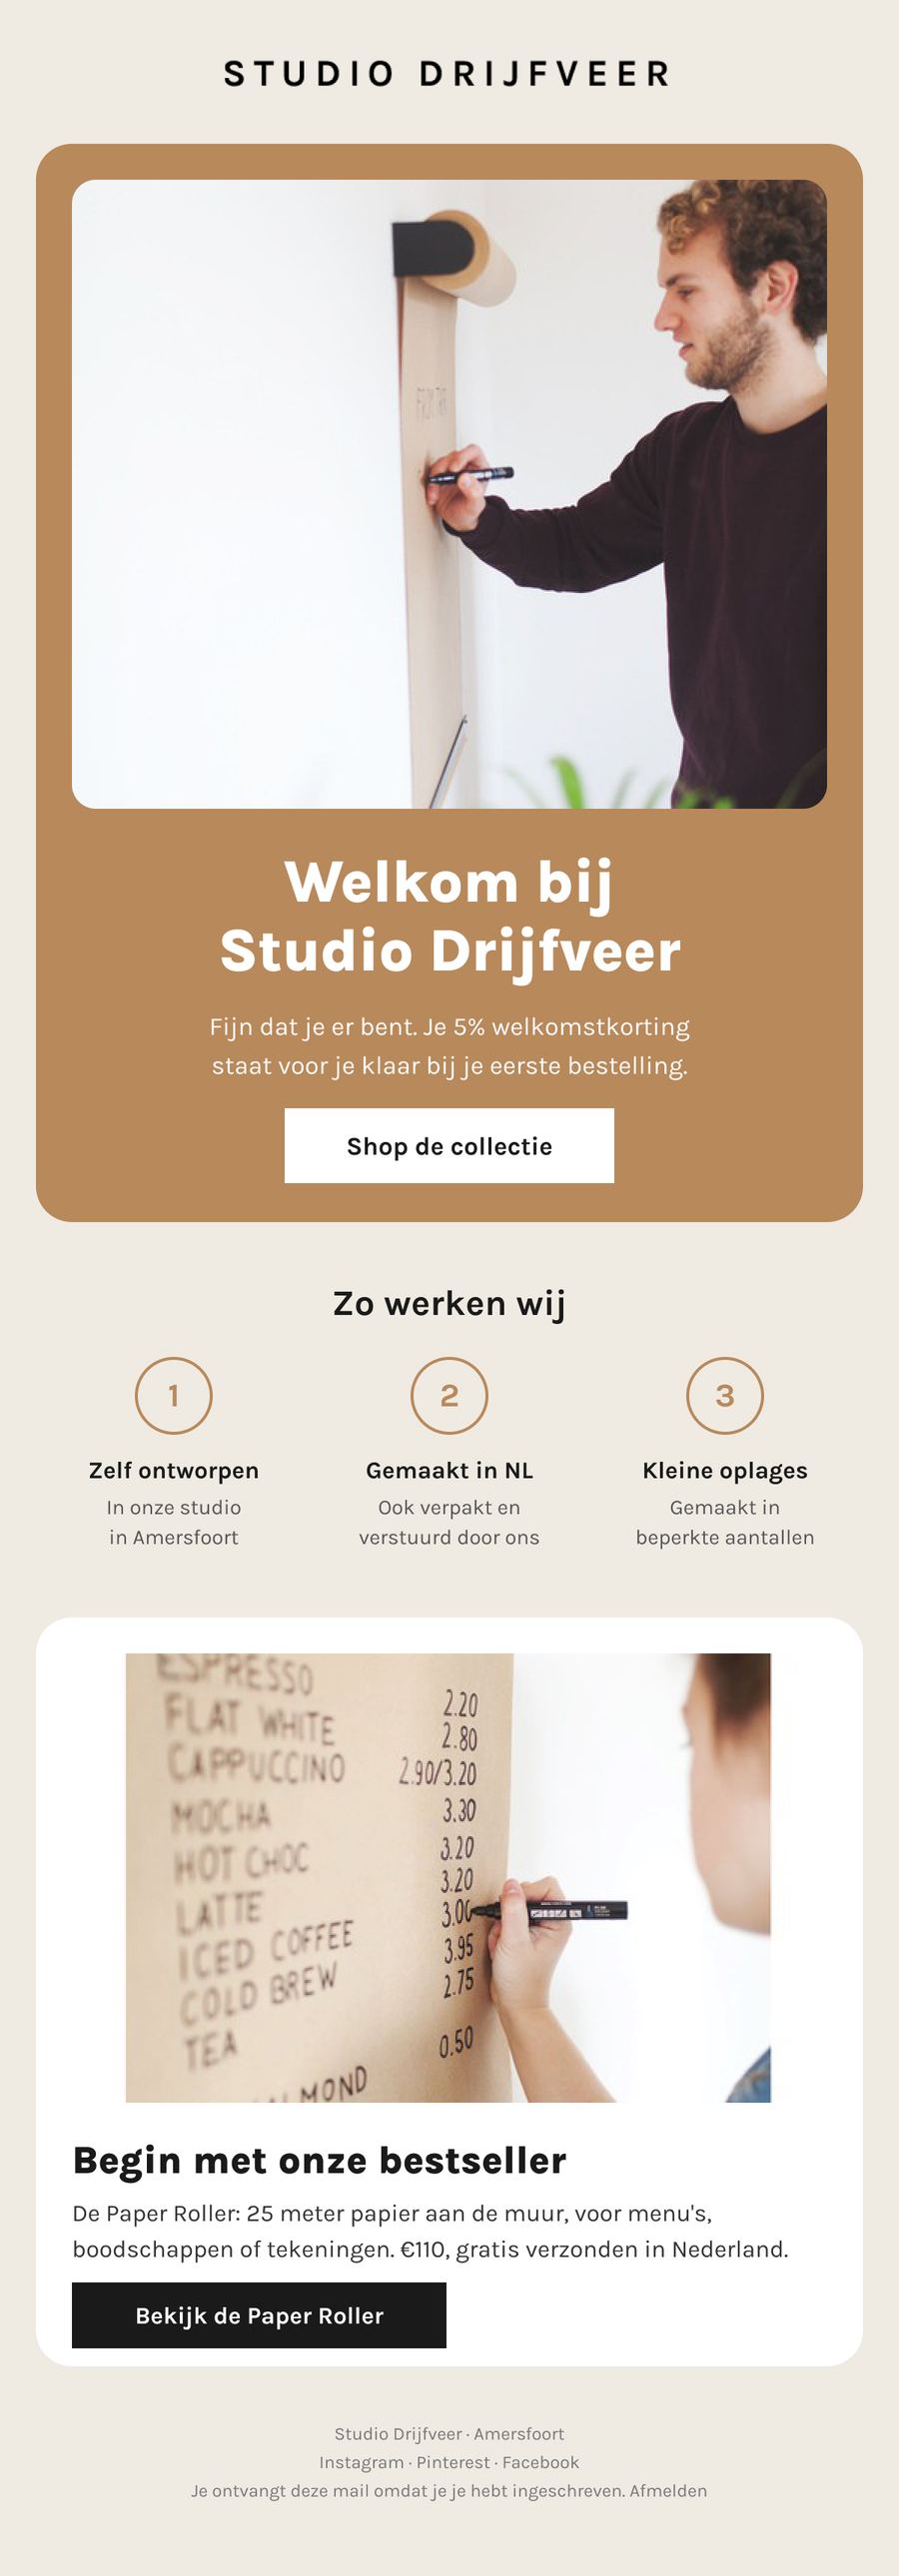 STUDIO DRIJFVEER
Welkom bij
Studio Drijfveer
Fijn dat je er bent. Je 5% welkomstkorting
staat voor je klaar bij je eerste bestelling.
Shop de collectie
Zo werken wij
1
2
3
Zelf ontworpen
Gemaakt in NL
Kleine oplages
In onze studio
in Amersfoort
Ook verpakt en
verstuurd door ons
Gemaakt in
beperkte aantallen
ESPRESSO 2.20
FLAT WHITE 2.80
CAPPUCCINO 2.90/3.20
MOCHA 3.30
HOT CHOC 3.20
LATTE 3.20
ICED COFFEE 3.00
COLD BREW 3.95
TEA 2.75
0.50
Begin met onze bestseller
De Paper Roller: 25 meter papier aan de muur, voor menu's,
boodschappen of tekeningen. €110, gratis verzonden in Nederland.
Bekijk de Paper Roller
Studio Drijfveer · Amersfoort
Instagram · Pinterest · Facebook
Je ontvangt deze mail omdat je je hebt ingeschreven. Afmelden